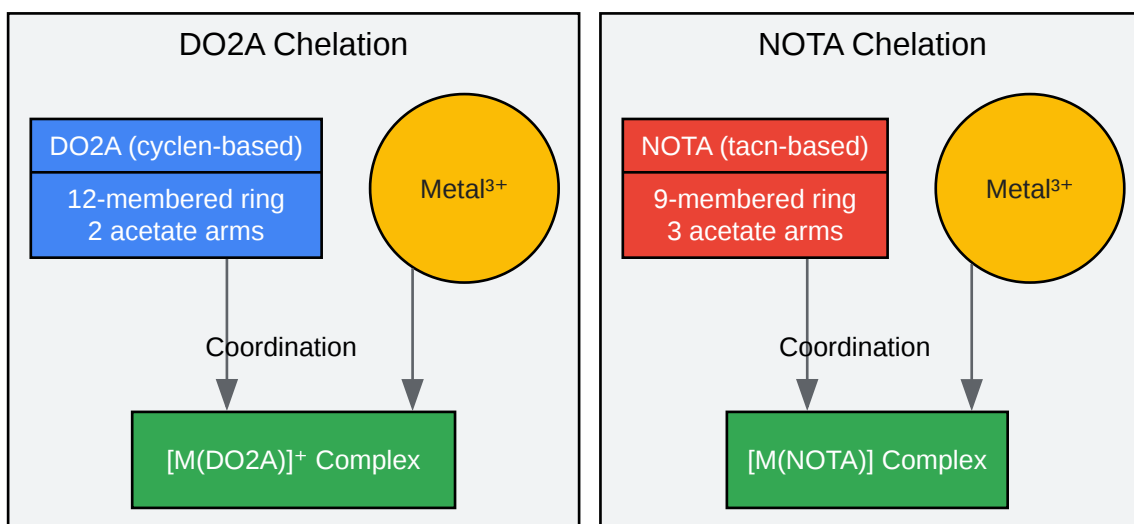 DO2A Chelation
DO2A (cyclen-based)
12-membered ring
2 acetate arms
Metal³⁺
Coordination
[M(DO2A)]⁺ Complex
NOTA Chelation
NOTA (tacn-based)
9-membered ring
3 acetate arms
Metal³⁺
Coordination
[M(NOTA)] Complex